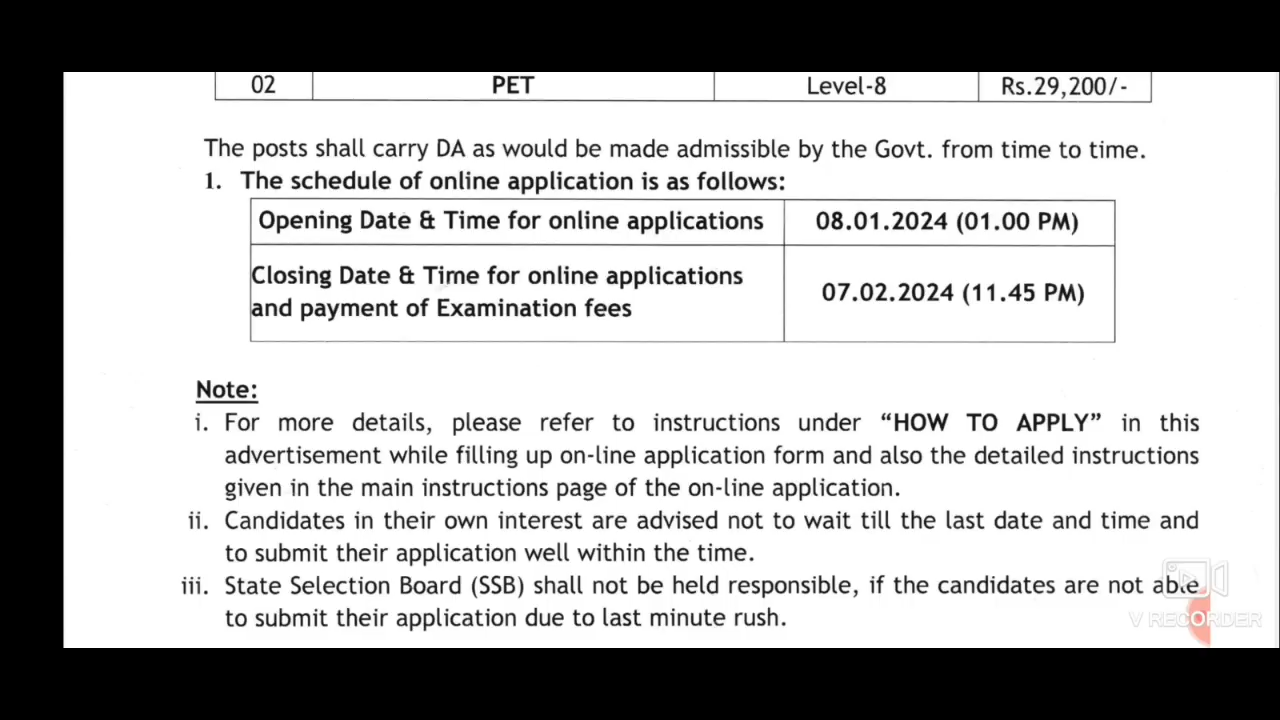 02 PET Level-8 Rs.29,200/-
The posts shall carry DA as would be made admissible by the Govt. from time to time.
1. The schedule of online application is as follows:
Opening Date & Time for online applications 08.01.2024 (01.00 PM)
Closing Date & Time for online applications
and payment of Examination fees 07.02.2024 (11.45 PM)
Note:
i. For more details, please refer to instructions under “HOW TO APPLY” in this
advertisement while filling up on-line application form and also the detailed instructions
given in the main instructions page of the on-line application.
ii. Candidates in their own interest are advised not to wait till the last date and time and
to submit their application well within the time.
iii. State Selection Board (SSB) shall not be held responsible, if the candidates are not able
to submit their application due to last minute rush.
V RECORDER